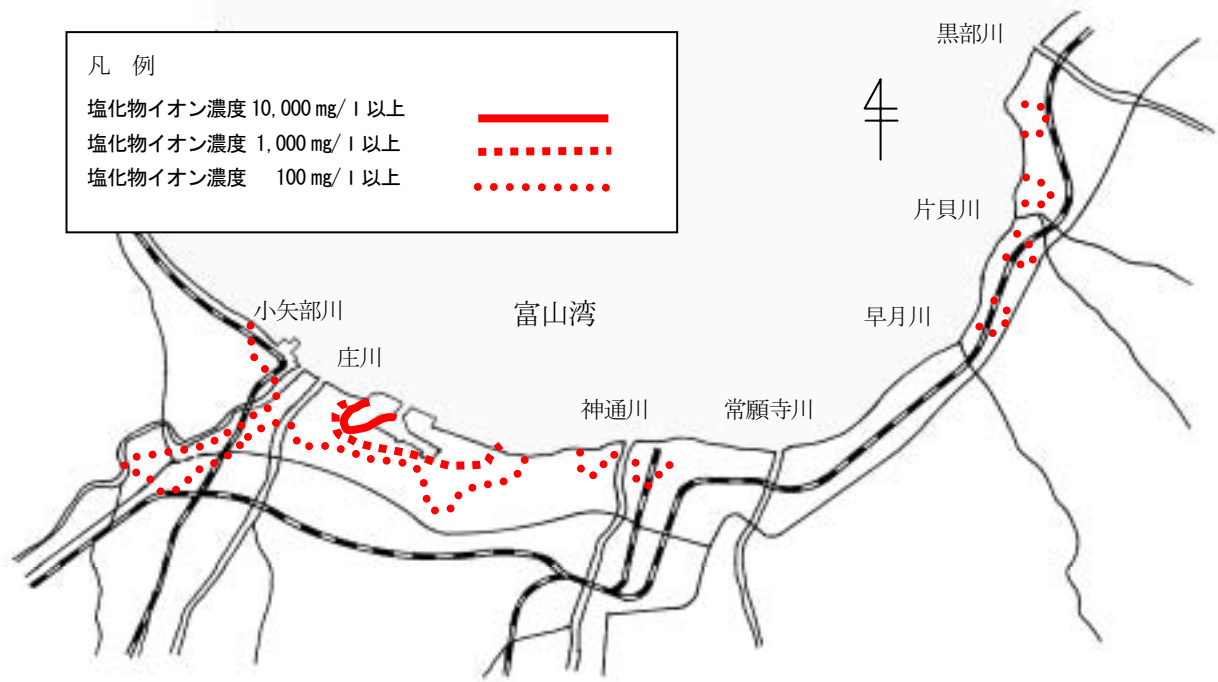 凡 例
塩化物イオン濃度 10,000 mg/l 以上
塩化物イオン濃度 1,000 mg/l 以上
塩化物イオン濃度 100 mg/l 以上
黒部川
片貝川
早月川
富山湾
小矢部川
庄川
神通川
常願寺川